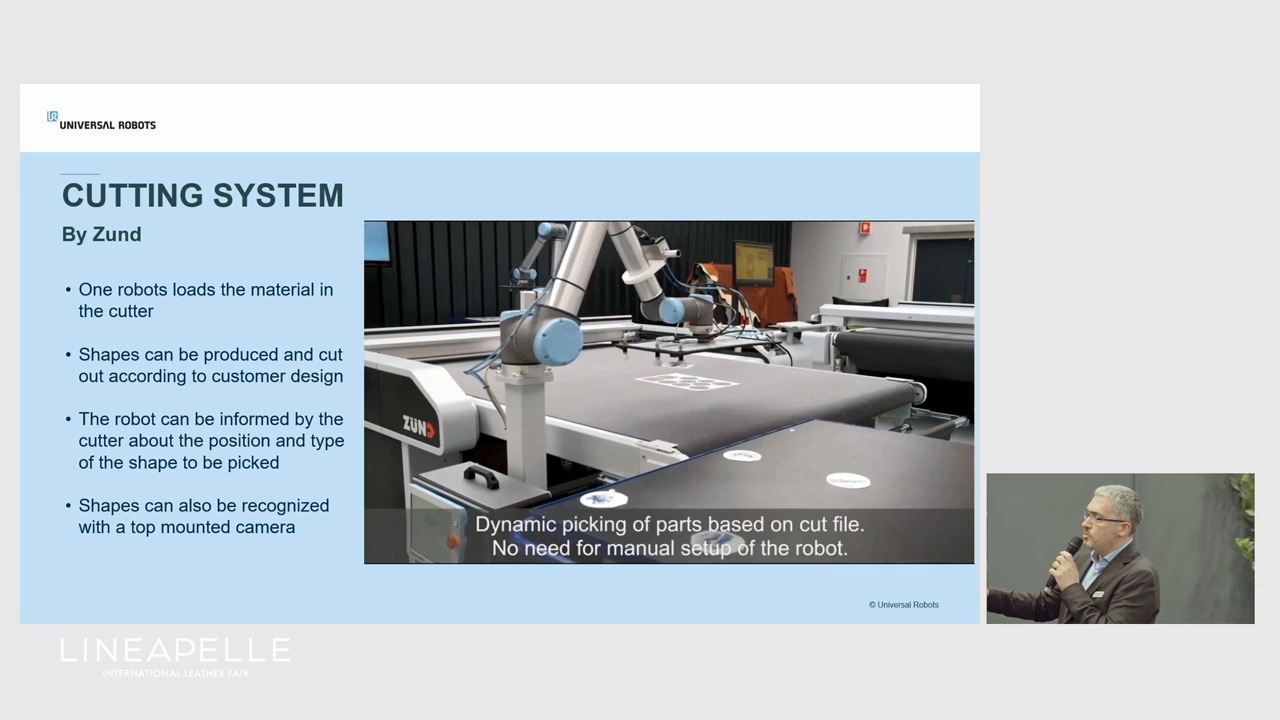 UNIVERSAL ROBOTS
CUTTING SYSTEM
By Zund
• One robots loads the material in
the cutter
• Shapes can be produced and cut
out according to customer design
• The robot can be informed by the
cutter about the position and type
of the shape to be picked
• Shapes can also be recognized
with a top mounted camera
ZÜND
Dynamic picking of parts based on cut file.
No need for manual setup of the robot.
© Universal Robots
LINEAPELLE
INTERNATIONAL LEATHER FAIR